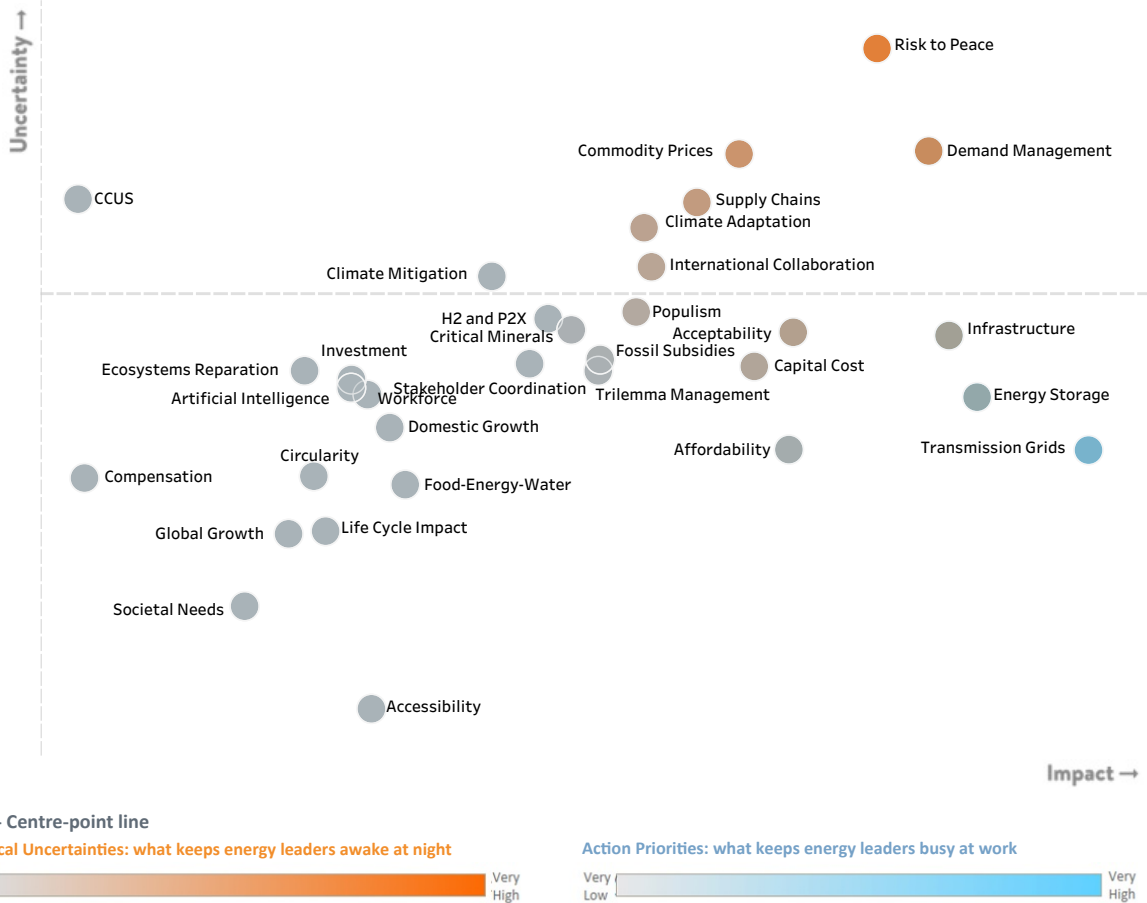 Uncertainty →
Risk to Peace
Commodity Prices
Demand Management
CCUS
Supply Chains
Climate Adaptation
International Collaboration
Climate Mitigation
Populism
H2 and P2X
Acceptability
Infrastructure
Critical Minerals
Investment
Fossil Subsidies
Ecosystems Reparation
Capital Cost
Stakeholder Coordination
Artificial Intelligence
Workforce
Trilemma Management
Energy Storage
Domestic Growth
Affordability
Transmission Grids
Circularity
Compensation
Food-Energy-Water
Global Growth
Life Cycle Impact
Societal Needs
Accessibility
Impact →
Centre-point line
cal Uncertainties: what keeps energy leaders awake at night
Action Priorities: what keeps energy leaders busy at work
Very
High
Very
Low
Very
High